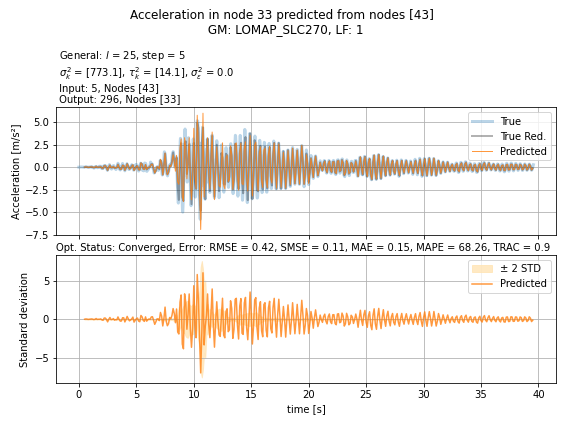 Acceleration in node 33 predicted from nodes [43]
GM: LOMAP_SLC270, LF: 1
General: l = 25, step = 5
σ²ₖ = [773.1], τ²ₖ = [14.1], σ²ε = 0.0
Input: 5, Nodes [43]
Output: 296, Nodes [33]
Acceleration [m/s²]
5.0
2.5
0.0
−2.5
−5.0
−7.5
True
True Red.
Predicted
Opt. Status: Converged, Error: RMSE = 0.42, SMSE = 0.11, MAE = 0.15, MAPE = 68.26, TRAC = 0.9
Standard deviation
5
0
−5
± 2 STD
Predicted
0
5
10
15
20
25
30
35
40
time [s]